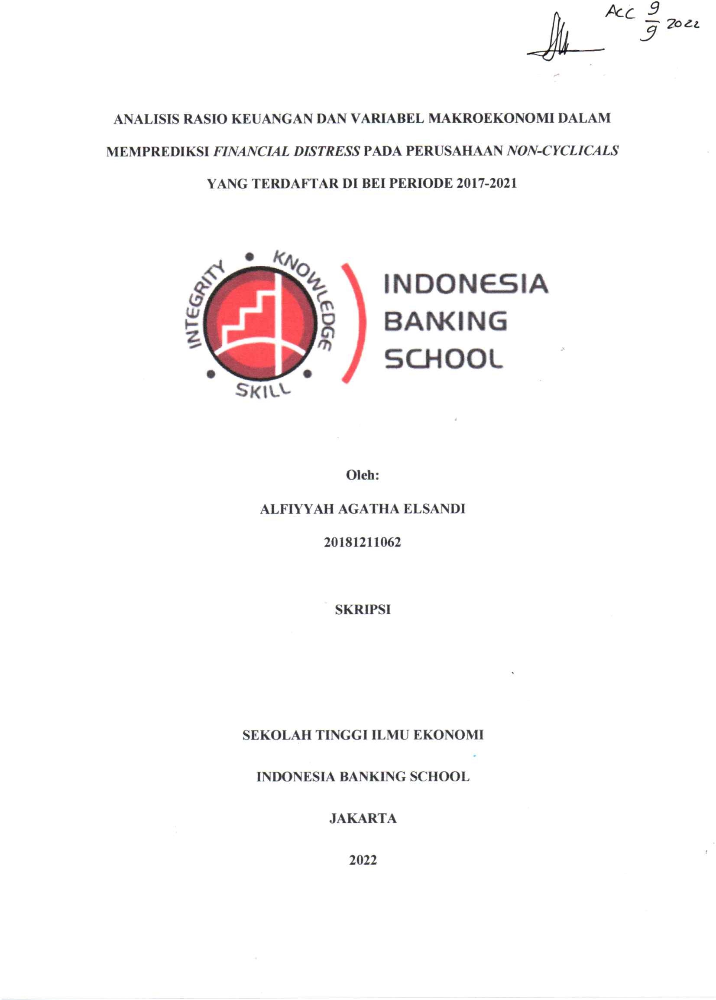 ACC 9/9 2022
ANALISIS RASIO KEUANGAN DAN VARIABEL MAKROEKONOMI DALAM
MEMPREDIKSI FINANCIAL DISTRESS PADA PERUSAHAAN NON-CYCLICALS
YANG TERDAFTAR DI BEI PERIODE 2017-2021
INTEGRITY • KNOWLEDGE • SKILL •
INDONESIA
BANKING
SCHOOL
Oleh:
ALFIYYAH AGATHA ELSANDI
20181211062
SKRIPSI
SEKOLAH TINGGI ILMU EKONOMI
INDONESIA BANKING SCHOOL
JAKARTA
2022